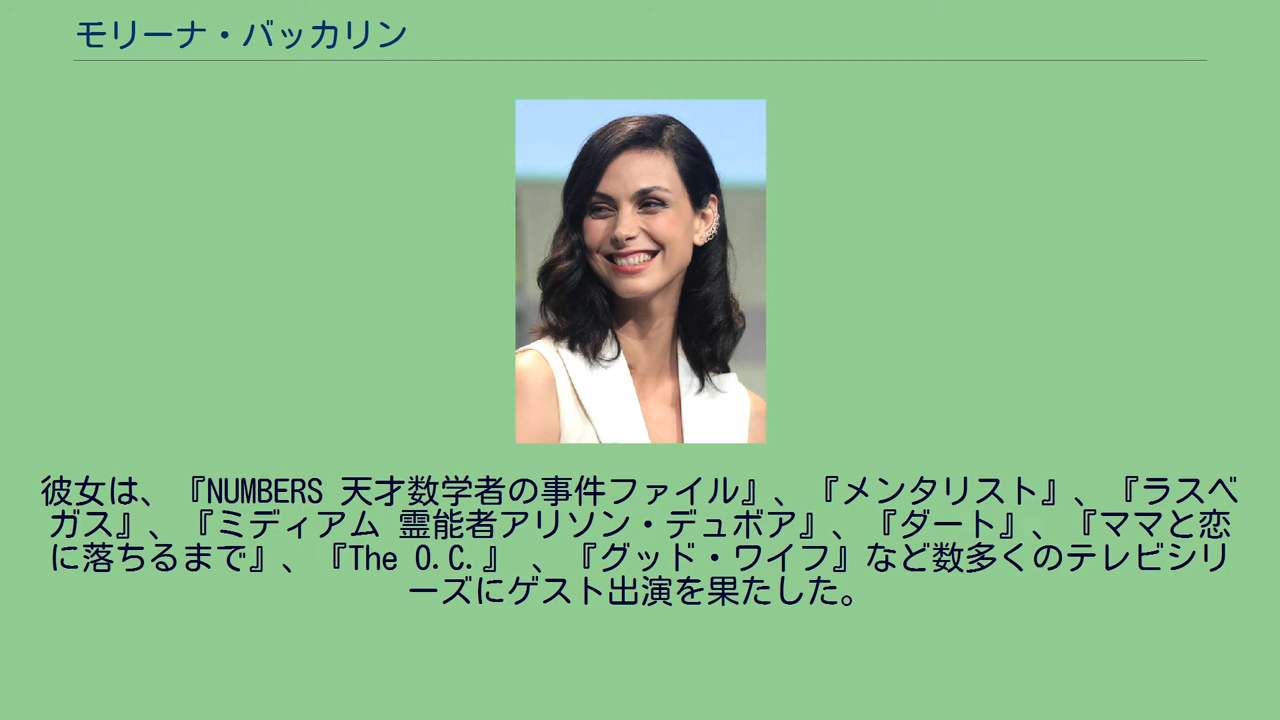 モリーナ・バッカリン
彼女は、『NUMBERS 天才数学者の事件ファイル』、『メンタリスト』、『ラスベ
ガス』、『ミディアム 霊能者アリソン・デュボア』、『ダート』、『ママと恋
に落ちるまで』、『The O.C.』 、『グッド・ワイフ』など数多くのテレビシリ
ーズにゲスト出演を果たした。